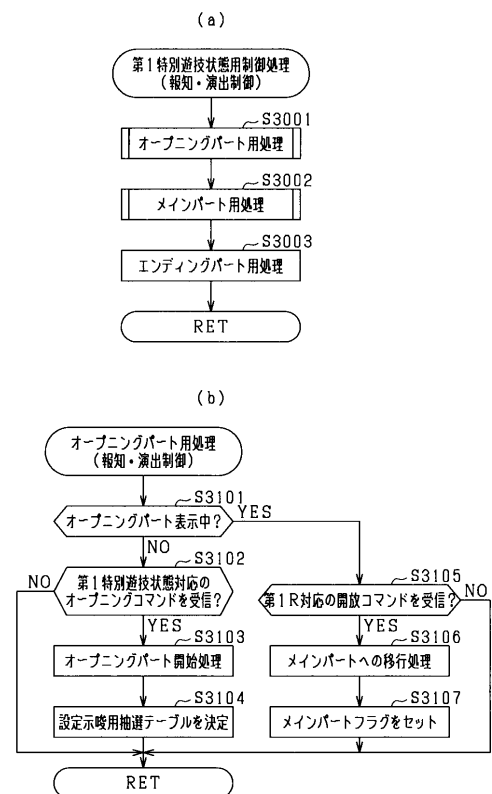 (a)
第1特別遊技状態用制御処理
(報知・演出制御)
S3001
オープニングパート用処理
S3002
メインパート用処理
S3003
エンディングパート用処理
RET
(b)
オープニングパート用処理
(報知・演出制御)
S3101
オープニングパート表示中?
YES
NO
S3102
NO
第1特別遊技状態対応の
オープニングコマンドを受信?
YES
S3103
オープニングパート開始処理
S3104
設定示唆用抽選テーブルを決定
S3105
第1R対応の開放コマンドを受信?
NO
YES
S3106
メインパートへの移行処理
S3107
メインパートフラグをセット
RET